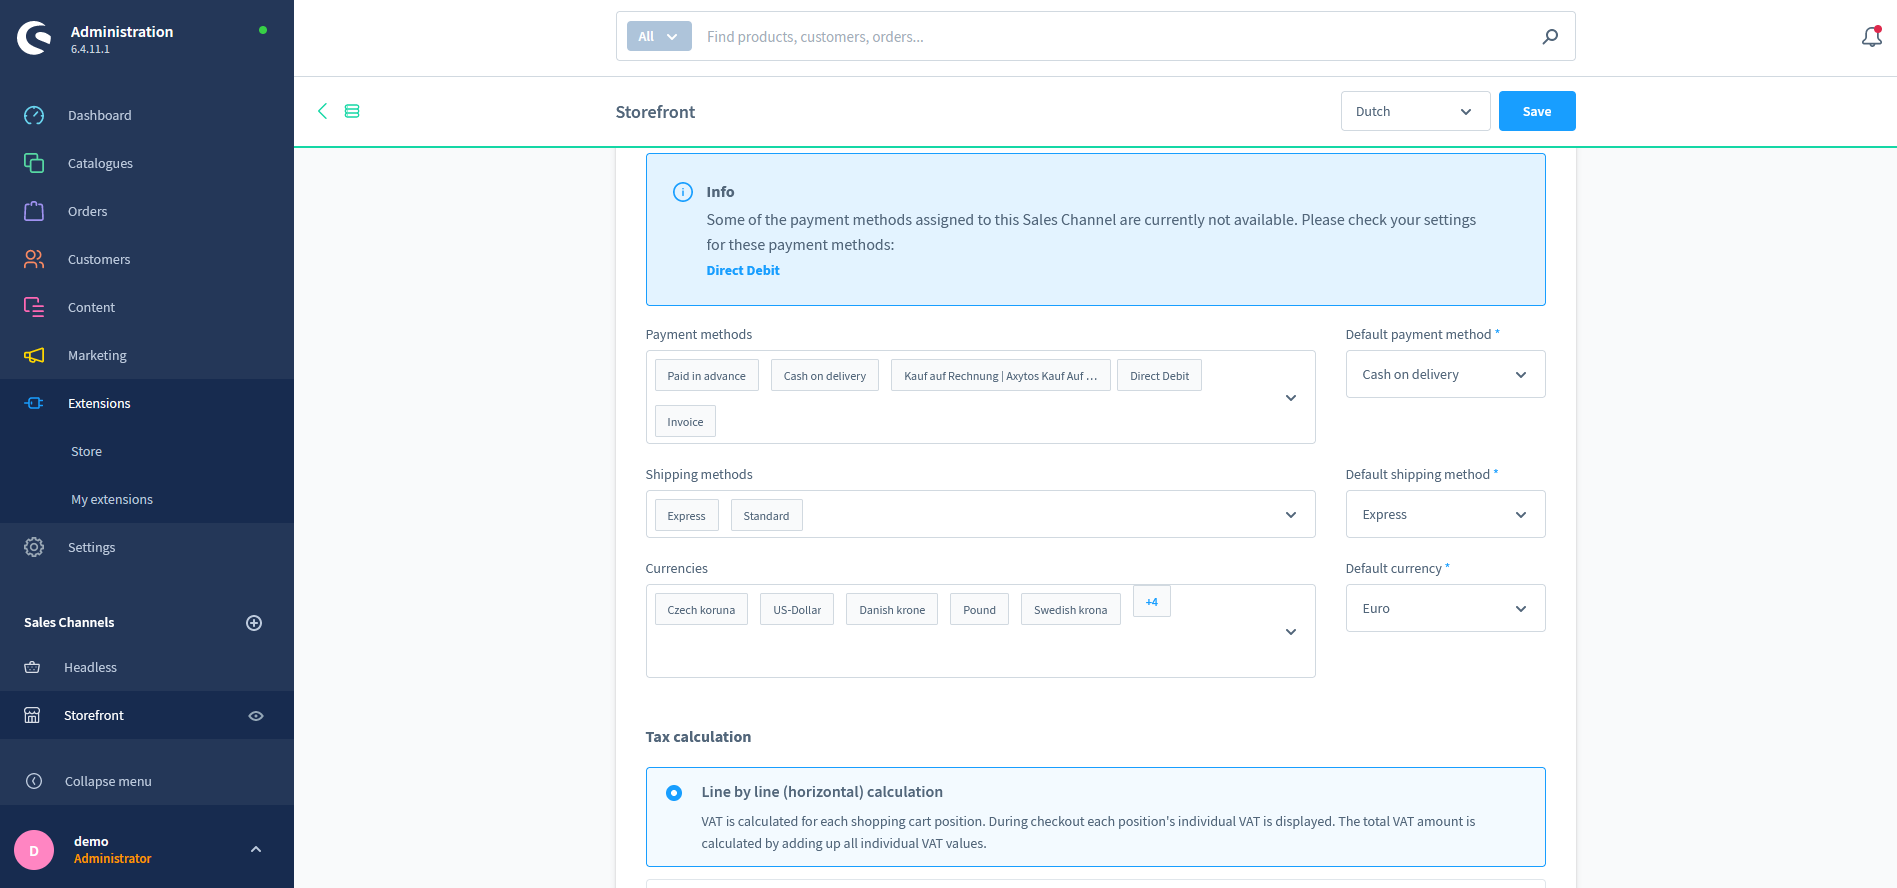 Administration
6.4.11.1
Dashboard
Catalogues
Orders
Customers
Content
Marketing
Extensions
Store
My extensions
Settings
Sales Channels
Headless
Storefront
Collapse menu
D
demo
Administrator
All
Find products, customers, orders...
Storefront
Dutch
Save
Info
Some of the payment methods assigned to this Sales Channel are currently not available. Please check your settings
for these payment methods:
Direct Debit
Payment methods
Paid in advance
Cash on delivery
Kauf auf Rechnung | Axytos Kauf Auf ...
Direct Debit
Invoice
Default payment method *
Cash on delivery
Shipping methods
Express
Standard
Default shipping method *
Express
Currencies
Czech koruna
US-Dollar
Danish krone
Pound
Swedish krona
+4
Default currency *
Euro
Tax calculation
Line by line (horizontal) calculation
VAT is calculated for each shopping cart position. During checkout each position's individual VAT is displayed. The total VAT amount is
calculated by adding up all individual VAT values.